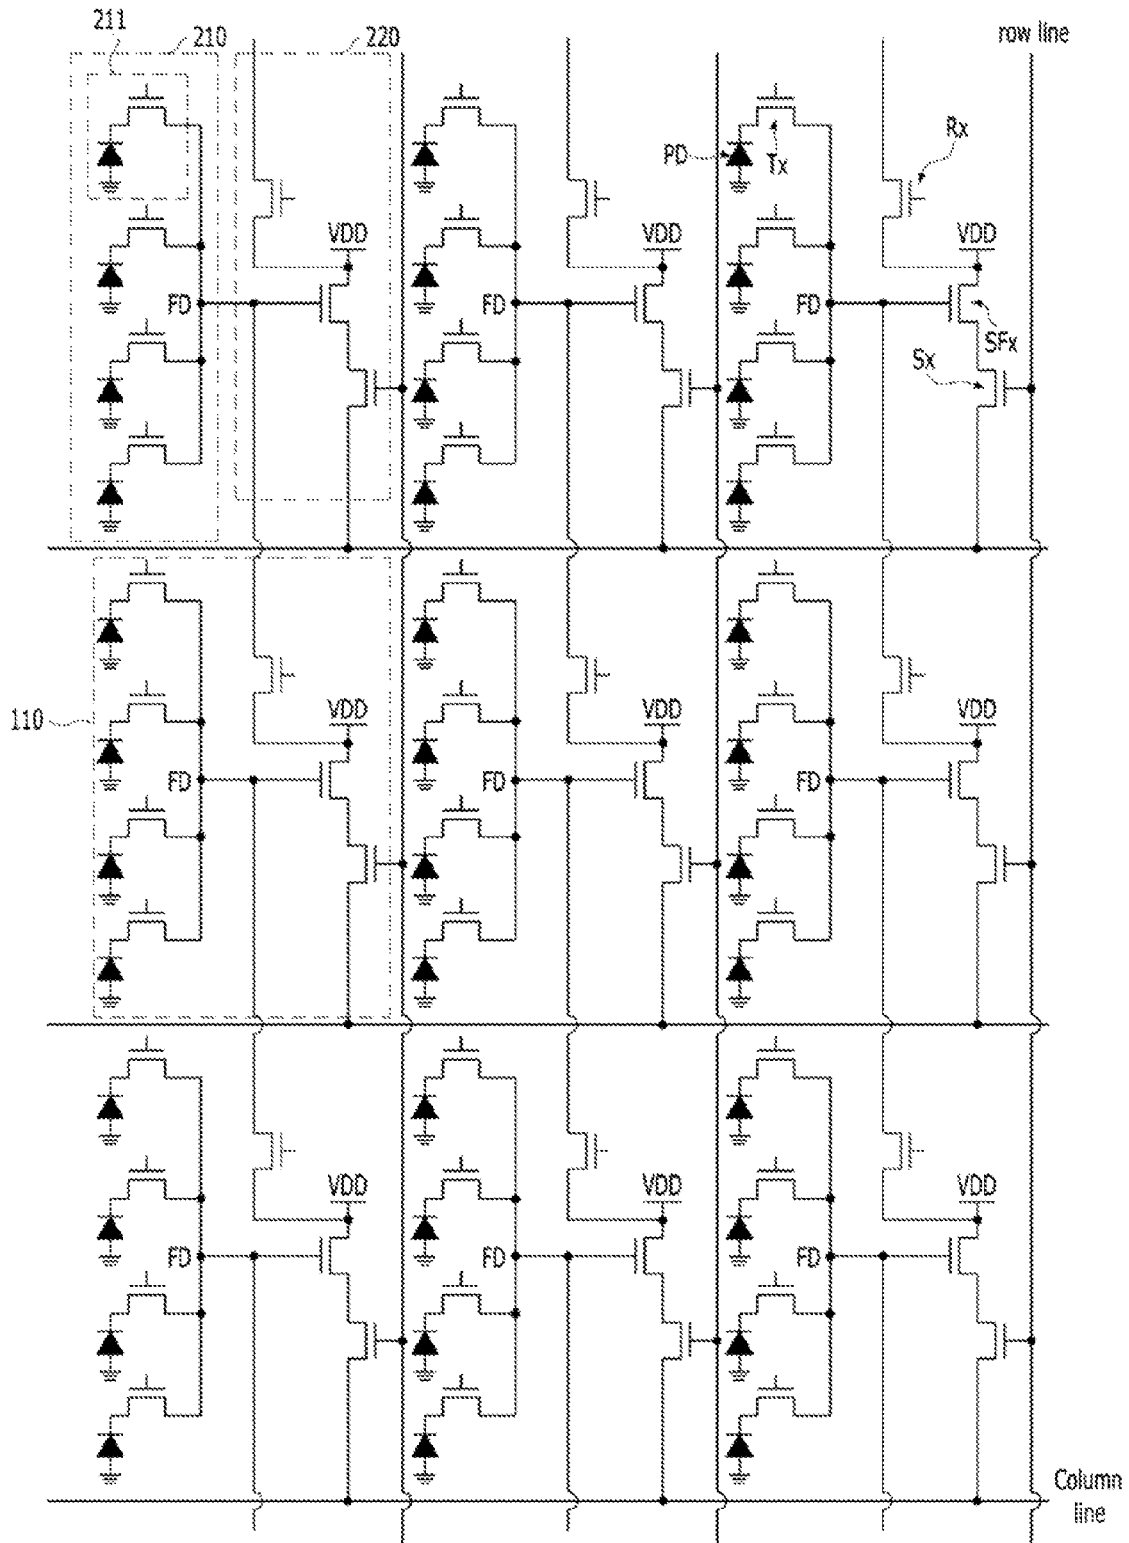 211
210
220
row line
PD
Tx
Rx
VDD
VDD
VDD
FD
FD
FD
SFx
Sx
110
VDD
VDD
VDD
FD
FD
FD
VDD
VDD
VDD
FD
FD
FD
Column
line